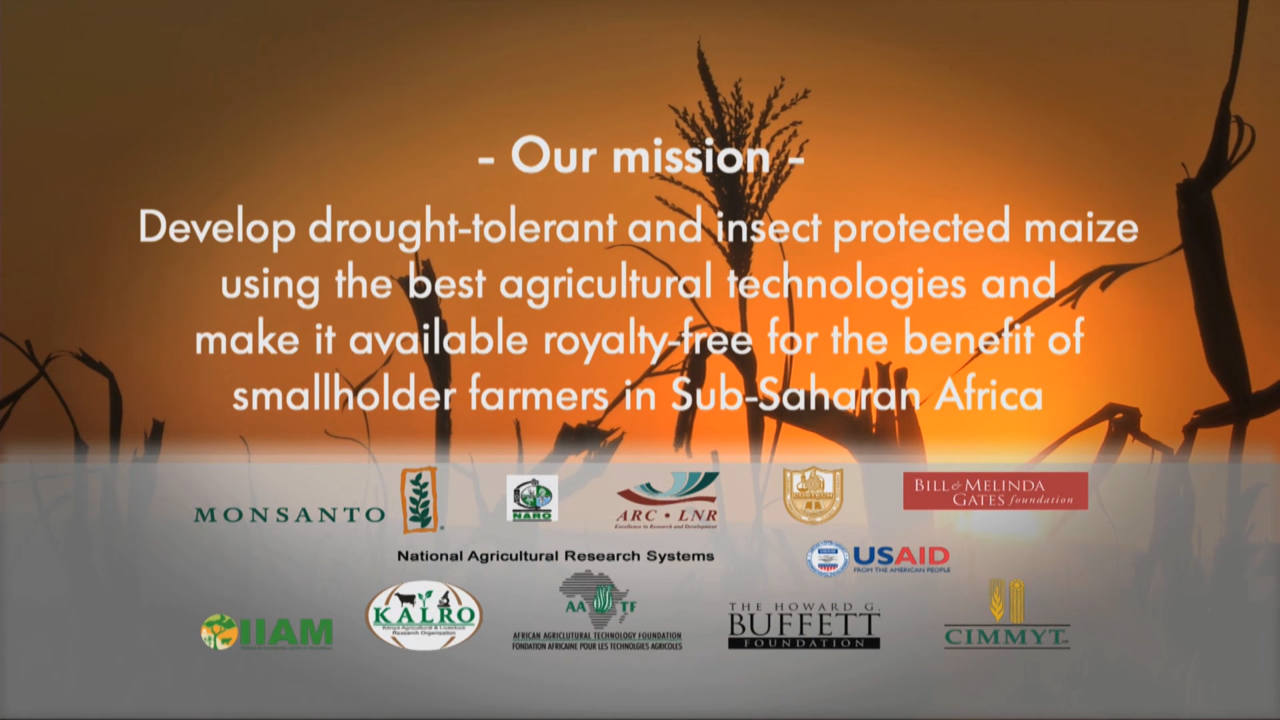 - Our mission -
Develop drought-tolerant and insect protected maize
using the best agricultural technologies and
make it available royalty-free for the benefit of
smallholder farmers in Sub-Saharan Africa
MONSANTO
NARO
ARC • LNR
Excellence in Research and Development
BILL & MELINDA
GATES foundation
National Agricultural Research Systems
USAID
FROM THE AMERICAN PEOPLE
IIAM
KALRO
Kenya Agricultural & Livestock
Research Organization
AATF
AFRICAN AGRICLUTURAL TECHNOLOGY FOUNDATION
FONDATION AFRICAINE POUR LES TECHNOLGIES AGRICOLES
THE HOWARD G.
BUFFETT
FOUNDATION
CIMMYT